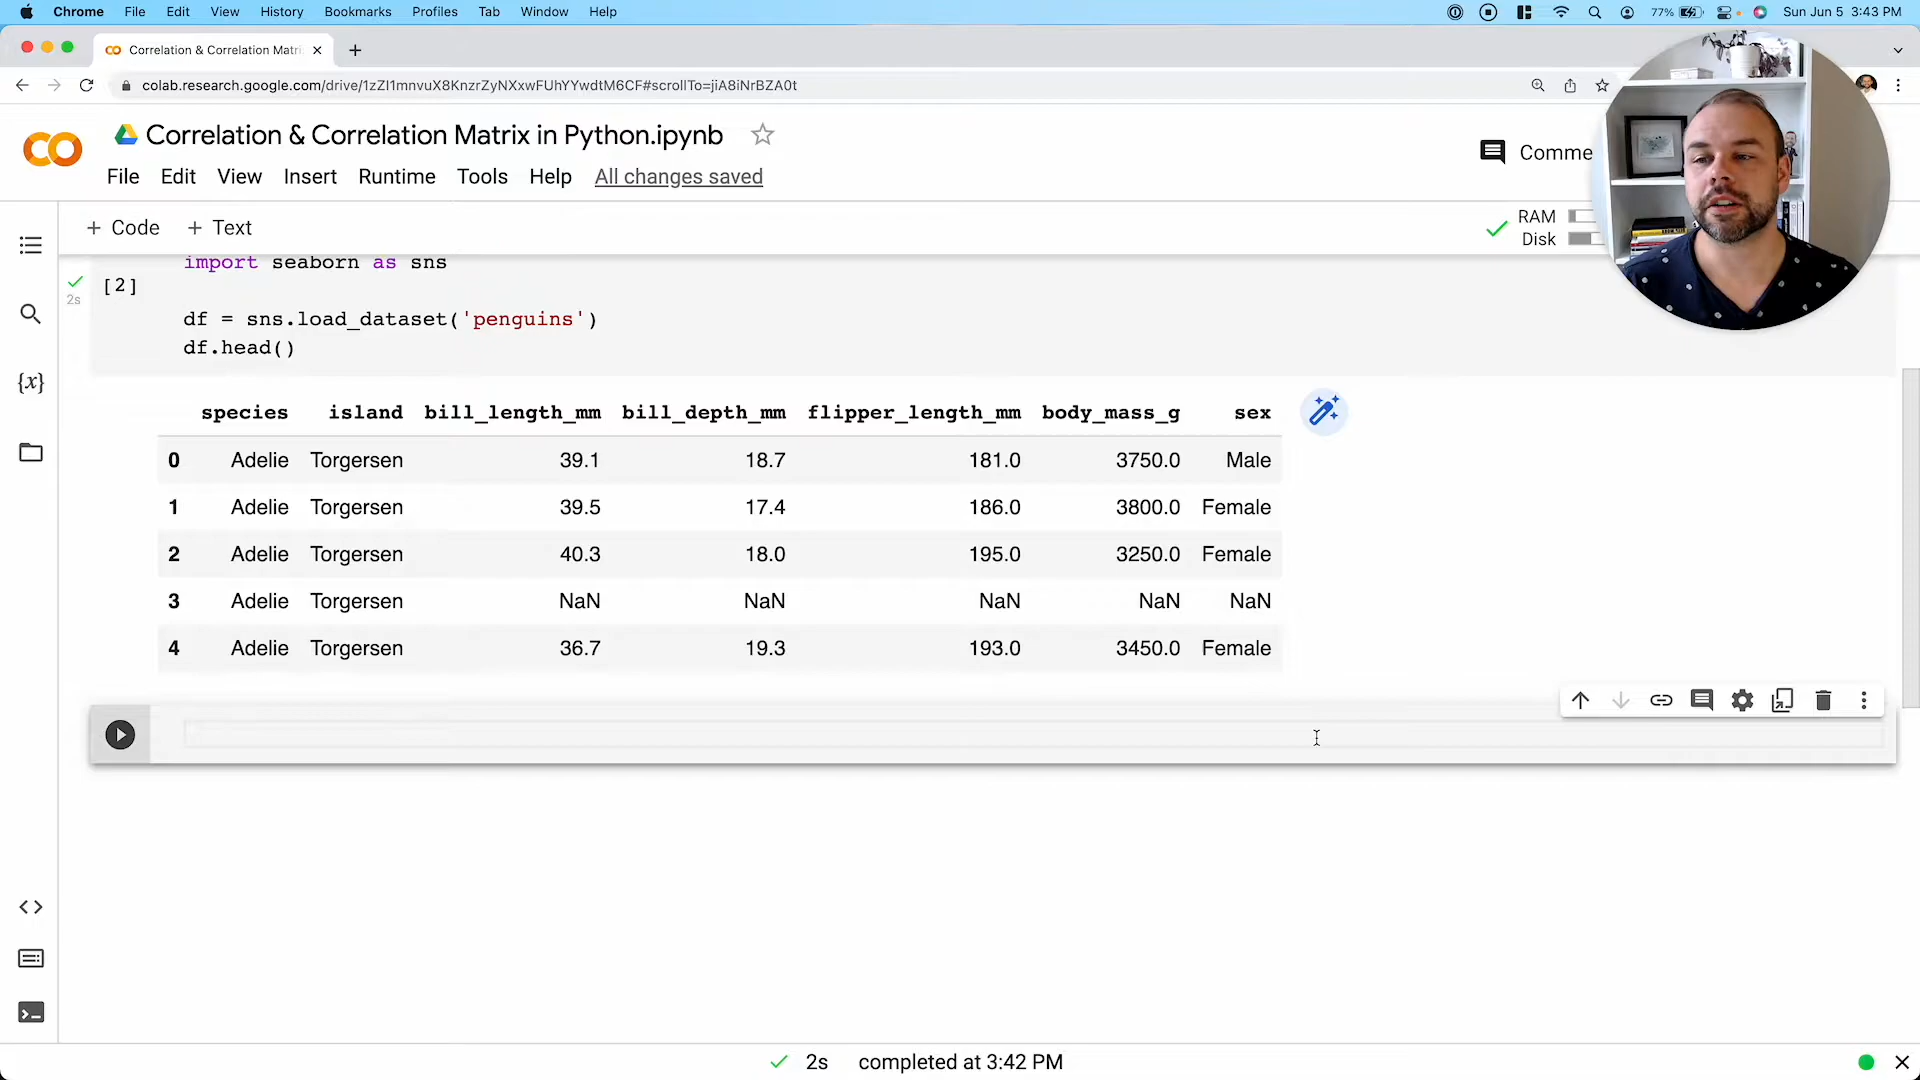 Chrome File Edit View History Bookmarks Profiles Tab Window Help 77% Sun Jun 5 3:43 PM
Correlation & Correlation Matri
colab.research.google.com/drive/1zZI1mnvuX8KnzrZyNXxwFUhYYwdtM6CF#scrollTo=jiA8iNrBZA0t
Correlation & Correlation Matrix in Python.ipynb
Comme
File Edit View Insert Runtime Tools Help All changes saved
+ Code + Text
RAM
Disk
import seaborn as sns
[2]
2s
df = sns.load_dataset('penguins')
df.head()
{x}
species island bill_length_mm bill_depth_mm flipper_length_mm body_mass_g sex
0 Adelie Torgersen 39.1 18.7 181.0 3750.0 Male
1 Adelie Torgersen 39.5 17.4 186.0 3800.0 Female
2 Adelie Torgersen 40.3 18.0 195.0 3250.0 Female
3 Adelie Torgersen NaN NaN NaN NaN NaN
4 Adelie Torgersen 36.7 19.3 193.0 3450.0 Female
2s completed at 3:42 PM